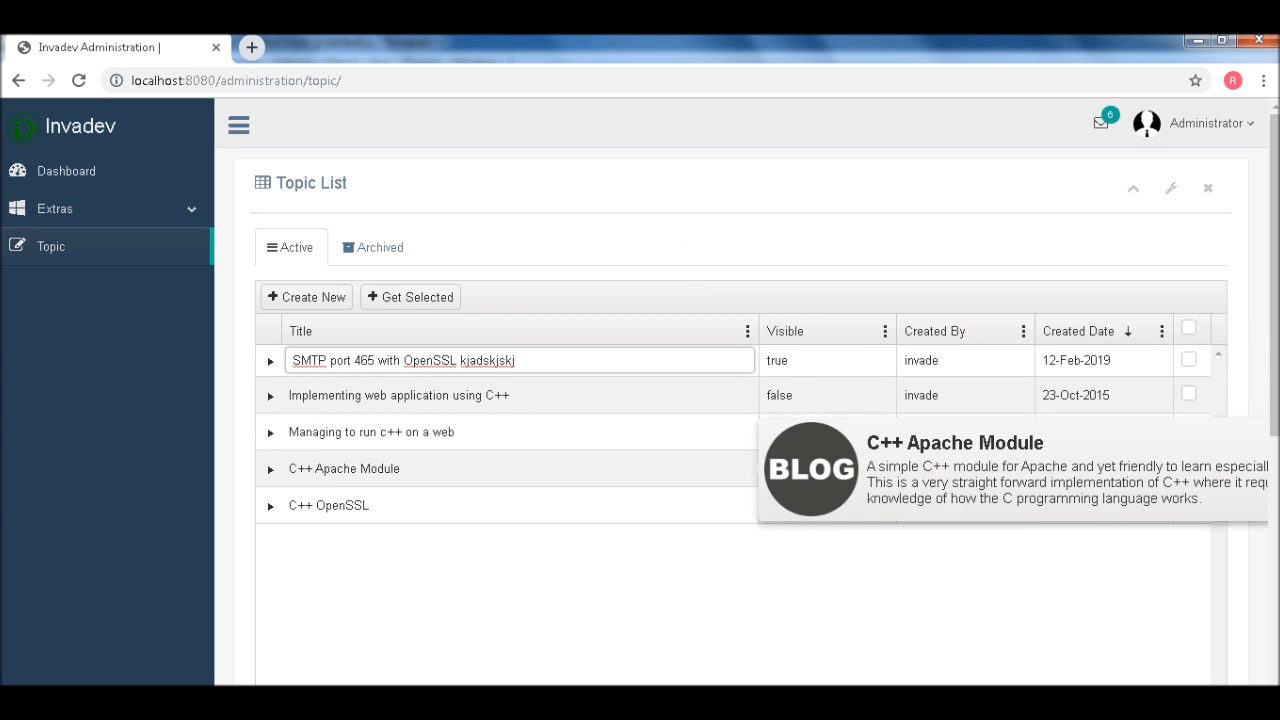 Invadev Administration |
localhost:8080/administration/topic/
R
Invadev
6
Administrator
Dashboard
Extras
Topic
Topic List
Active
Archived
Create New
Get Selected
Title
Visible
Created By
Created Date
SMTP port 465 with OpenSSL kjadskjskj
true
invade
12-Feb-2019
Implementing web application using C++
false
invade
23-Oct-2015
Managing to run c++ on a web
C++ Apache Module
C++ OpenSSL
BLOG
C++ Apache Module
A simple C++ module for Apache and yet friendly to learn especiall
This is a very straight forward implementation of C++ where it requ
knowledge of how the C programming language works.